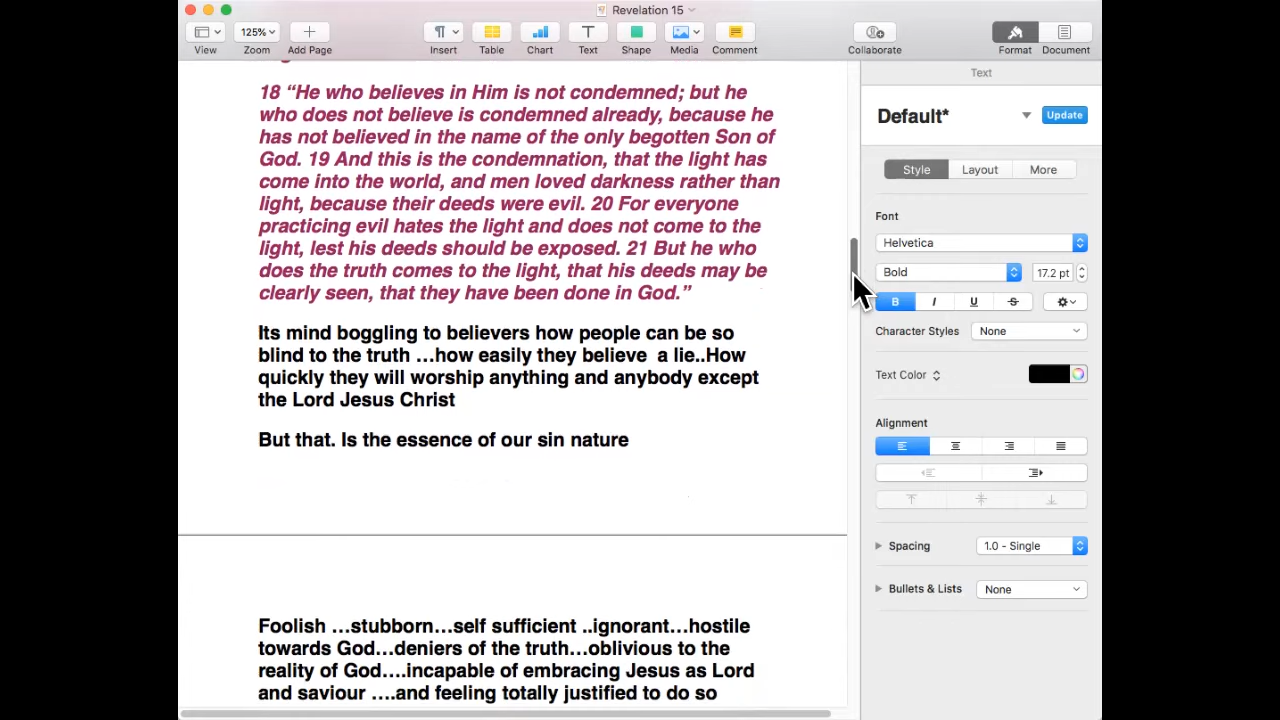 Revelation 15
125%
View
Zoom
Add Page
Insert
Table
Chart
Text
Shape
Media
Comment
Collaborate
Format
Document
18 “He who believes in Him is not condemned; but he
who does not believe is condemned already, because he
has not believed in the name of the only begotten Son of
God. 19 And this is the condemnation, that the light has
come into the world, and men loved darkness rather than
light, because their deeds were evil. 20 For everyone
practicing evil hates the light and does not come to the
light, lest his deeds should be exposed. 21 But he who
does the truth comes to the light, that his deeds may be
clearly seen, that they have been done in God.”
Its mind boggling to believers how people can be so
blind to the truth …how easily they believe  a lie..How
quickly they will worship anything and anybody except
the Lord Jesus Christ
But that. Is the essence of our sin nature
Foolish …stubborn…self sufficient ..ignorant…hostile
towards God…deniers of the truth…oblivious to the
reality of God….incapable of embracing Jesus as Lord
and saviour ….and feeling totally justified to do so
Text
Default*
Update
Style
Layout
More
Font
Helvetica
Bold
17.2 pt
B
I
U
S
Character Styles
None
Text Color
Alignment
Spacing
1.0 - Single
Bullets & Lists
None